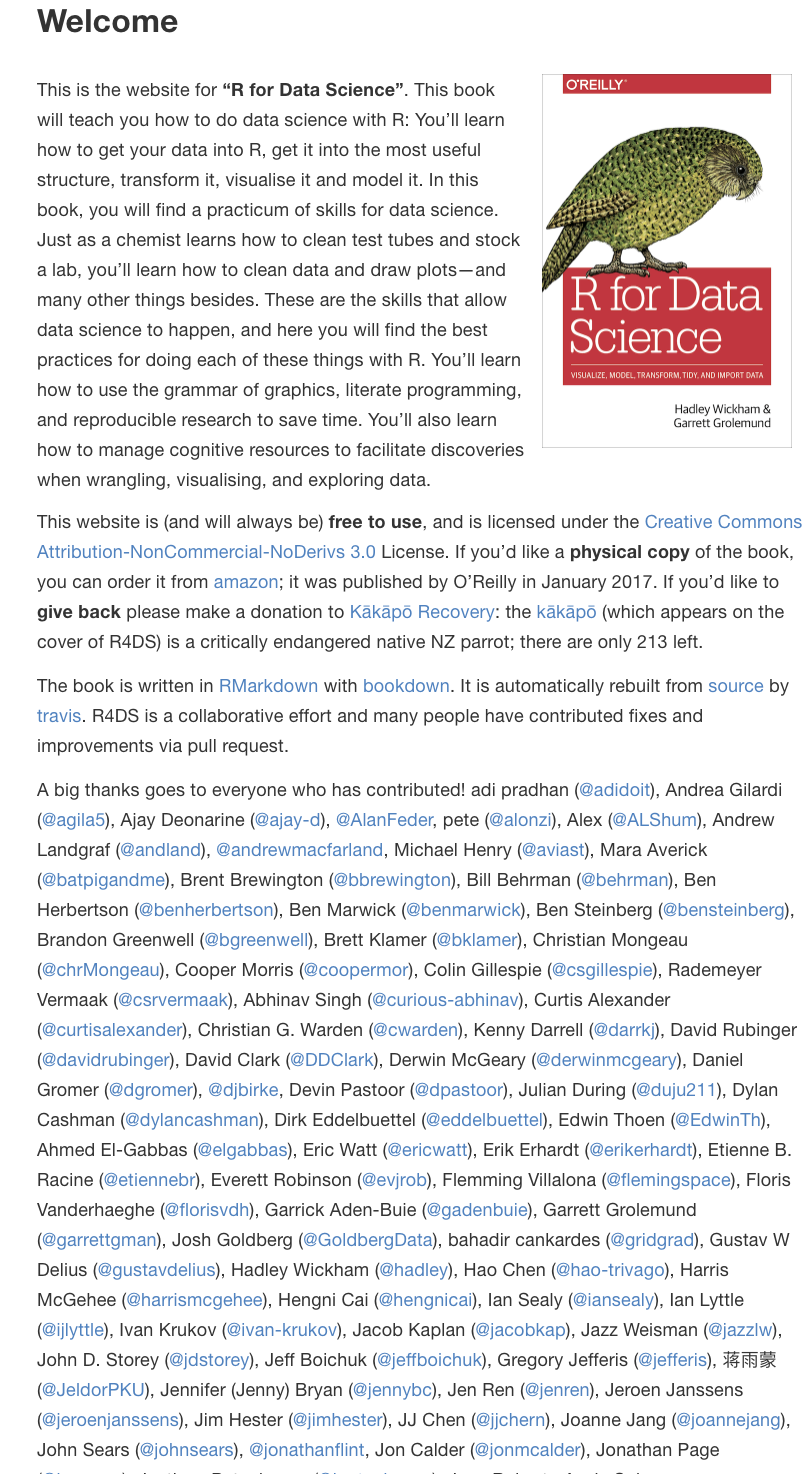 Welcome
This is the website for “R for Data Science”. This book
will teach you how to do data science with R: You’ll learn
how to get your data into R, get it into the most useful
structure, transform it, visualise it and model it. In this
book, you will find a practicum of skills for data science.
Just as a chemist learns how to clean test tubes and stock
a lab, you’ll learn how to clean data and draw plots—and
many other things besides. These are the skills that allow
data science to happen, and here you will find the best
practices for doing each of these things with R. You’ll learn
how to use the grammar of graphics, literate programming,
and reproducible research to save time. You’ll also learn
how to manage cognitive resources to facilitate discoveries
when wrangling, visualising, and exploring data.
O'REILLY
R for Data
Science
VISUALIZE, MODEL, TRANSFORM, TIDY, AND IMPORT DATA
Hadley Wickham &
Garrett Grolemund
This website is (and will always be) free to use, and is licensed under the Creative Commons
Attribution-NonCommercial-NoDerivs 3.0 License. If you’d like a physical copy of the book,
you can order it from amazon; it was published by O’Reilly in January 2017. If you’d like to
give back please make a donation to Kākāpō Recovery: the kākāpō (which appears on the
cover of R4DS) is a critically endangered native NZ parrot; there are only 213 left.
The book is written in RMarkdown with bookdown. It is automatically rebuilt from source by
travis. R4DS is a collaborative effort and many people have contributed fixes and
improvements via pull request.
A big thanks goes to everyone who has contributed! adi pradhan (@adidoit), Andrea Gilardi
(@agila5), Ajay Deonarine (@ajay-d), @AlanFeder, pete (@alonzi), Alex (@ALShum), Andrew
Landgraf (@andland), @andrewmacfarland, Michael Henry (@aviast), Mara Averick
(@batpigandme), Brent Brewington (@bbrewington), Bill Behrman (@behrman), Ben
Herbertson (@benherbertson), Ben Marwick (@benmarwick), Ben Steinberg (@bensteinberg),
Brandon Greenwell (@bgreenwell), Brett Klamer (@bklamer), Christian Mongeau
(@chrMongeau), Cooper Morris (@coopermor), Colin Gillespie (@csgillespie), Rademeyer
Vermaak (@csrvermaak), Abhinav Singh (@curious-abhinav), Curtis Alexander
(@curtisalexander), Christian G. Warden (@cwarden), Kenny Darrell (@darrkj), David Rubinger
(@davidrubinger), David Clark (@DDClark), Derwin McGeary (@derwinmcgeary), Daniel
Gromer (@dgromer), @djbirke, Devin Pastoor (@dpastoor), Julian During (@duju211), Dylan
Cashman (@dylancashman), Dirk Eddelbuettel (@eddelbuettel), Edwin Thoen (@EdwinTh),
Ahmed El-Gabbas (@elgabbas), Eric Watt (@ericwatt), Erik Erhardt (@erikerhardt), Etienne B.
Racine (@etiennebr), Everett Robinson (@evjrob), Flemming Villalona (@flemingspace), Floris
Vanderhaeghe (@florisvdh), Garrick Aden-Buie (@gadenbuie), Garrett Grolemund
(@garrettgman), Josh Goldberg (@GoldbergData), bahadir cankardes (@gridgrad), Gustav W
Delius (@gustavdelius), Hadley Wickham (@hadley), Hao Chen (@hao-trivago), Harris
McGehee (@harrismcgehee), Hengni Cai (@hengnicai), Ian Sealy (@iansealy), Ian Lyttle
(@ijlyttle), Ivan Krukov (@ivan-krukov), Jacob Kaplan (@jacobkap), Jazz Weisman (@jazzlw),
John D. Storey (@jdstorey), Jeff Boichuk (@jeffboichuk), Gregory Jefferis (@jefferis), 蒋雨蒙
(@JeldorPKU), Jennifer (Jenny) Bryan (@jennybc), Jen Ren (@jenren), Jeroen Janssens
(@jeroenjanssens), Jim Hester (@jimhester), JJ Chen (@jjchern), Joanne Jang (@joannejang),
John Sears (@johnsears), @jonathanflint, Jon Calder (@jonmcalder), Jonathan Page